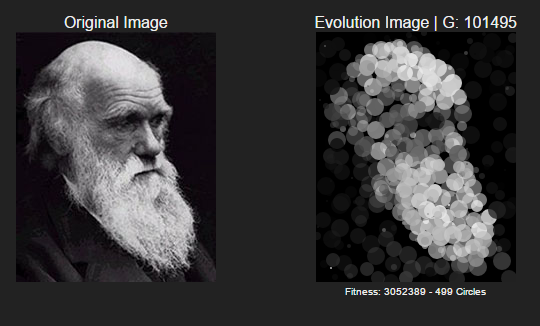 Original Image
Evolution Image | G: 101495
Fitness: 3052389 - 499 Circles